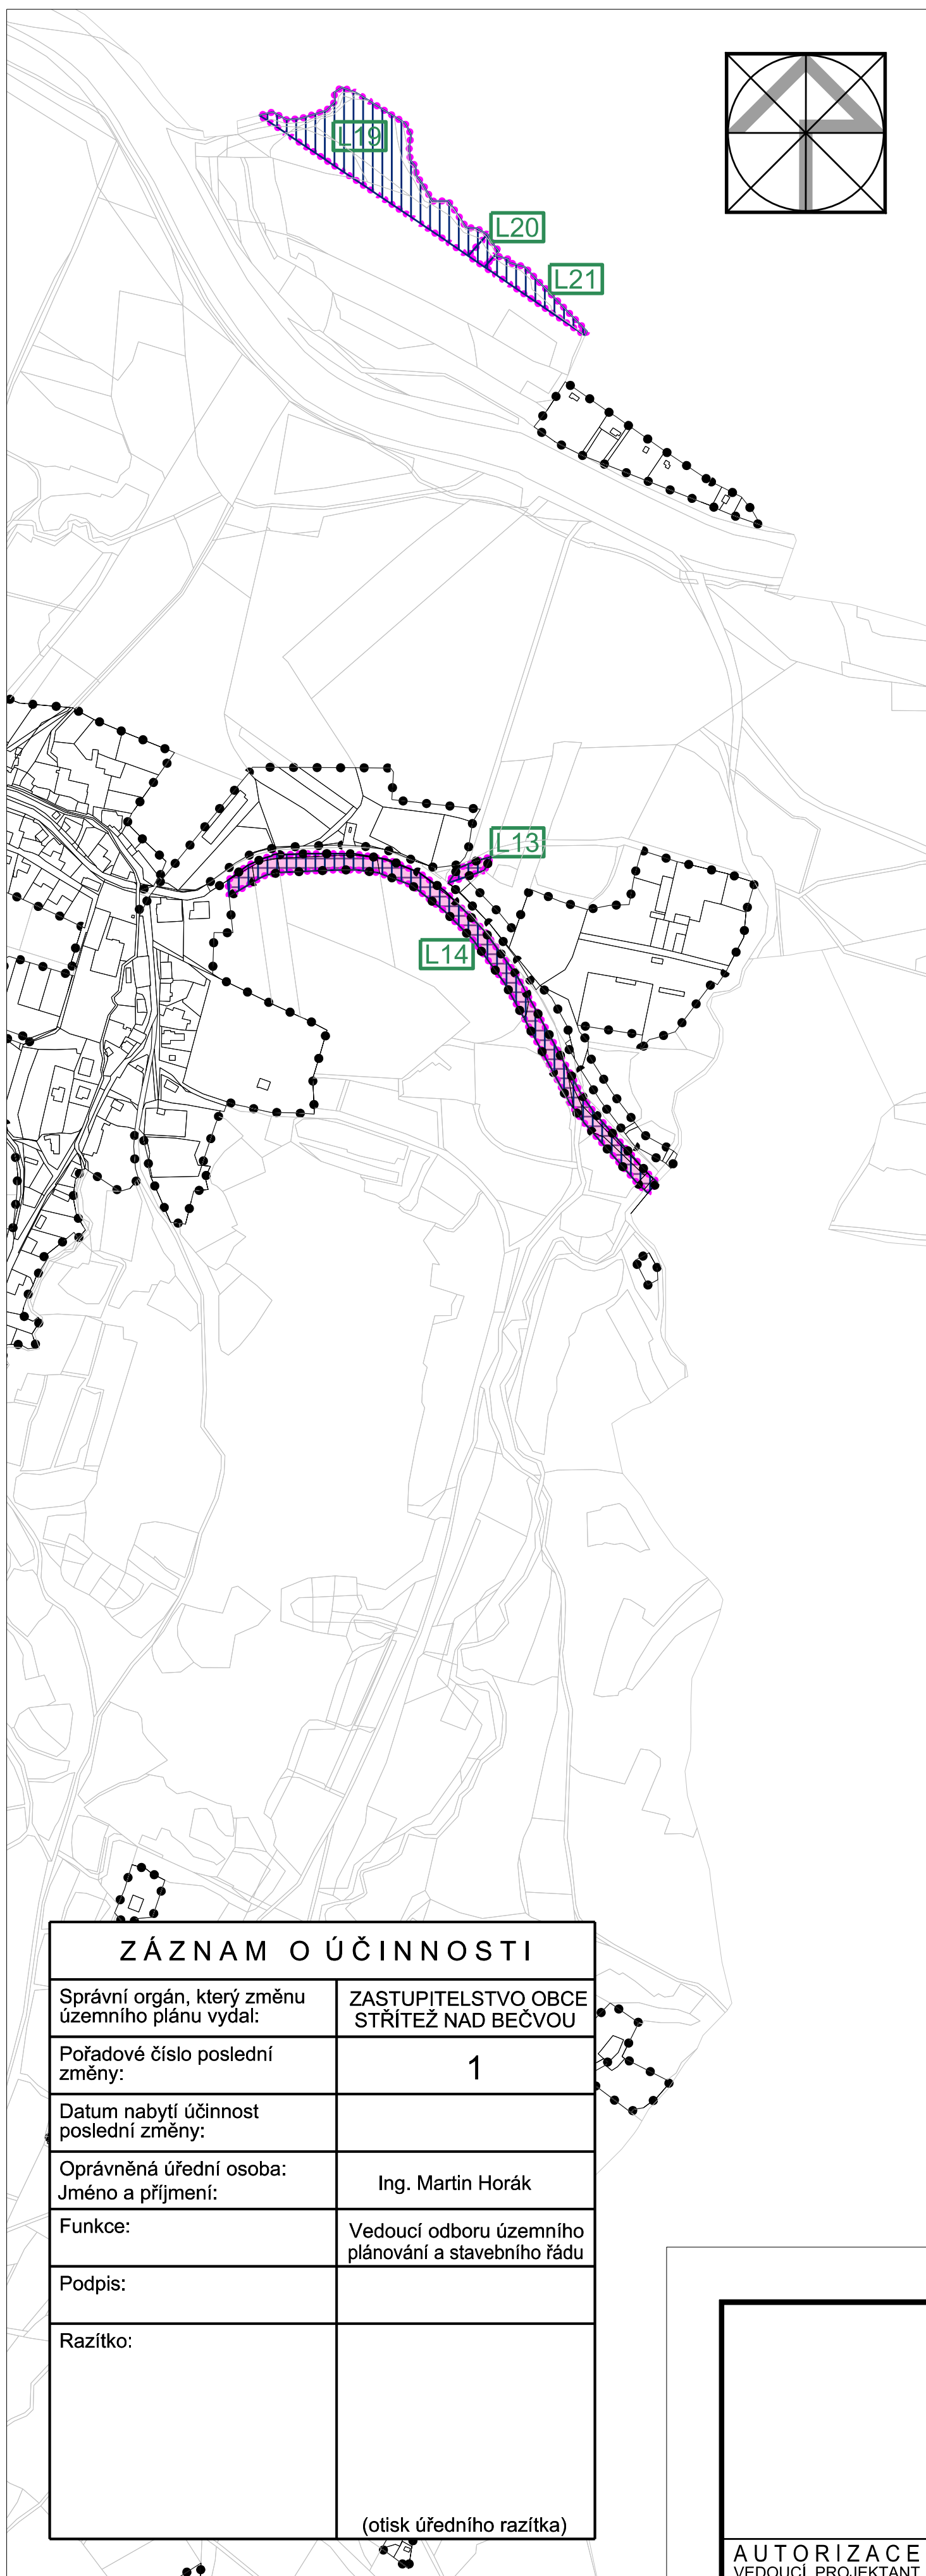 L19
L20
L21
L13
L14
ZÁZNAM O ÚČINNOSTI
Správní orgán, který změnu
územního plánu vydal:
ZASTUPITELSTVO OBCE
STŘÍTEŽ NAD BEČVOU
Pořadové číslo poslední
změny:
1
Datum nabytí účinnost
poslední změny:
Oprávněná úřední osoba:
Jméno a příjmení:
Ing. Martin Horák
Funkce:
Vedoucí odboru územního
plánování a stavebního řádu
Podpis:
Razítko:
(otisk úředního razítka)
AUTORIZACE
VEDOUCÍ PROJEKTANT